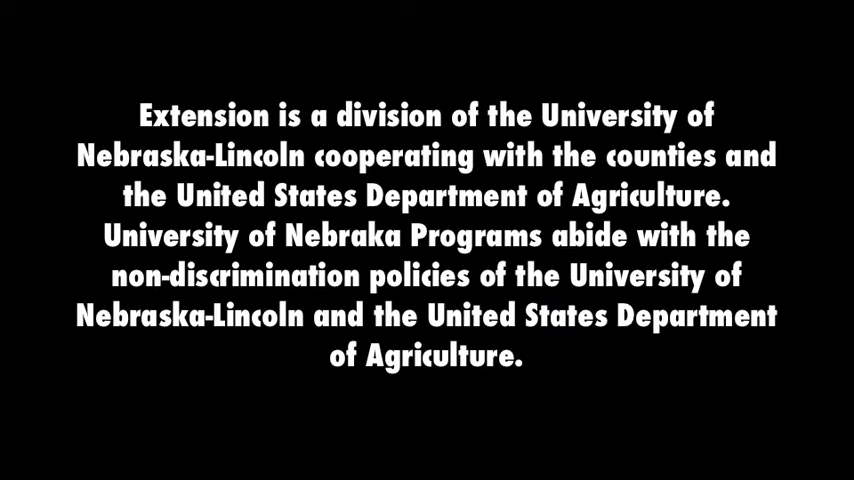 Extension is a division of the University of
Nebraska-Lincoln cooperating with the counties and
the United States Department of Agriculture.
University of Nebraka Programs abide with the
non-discrimination policies of the University of
Nebraska-Lincoln and the United States Department
of Agriculture.